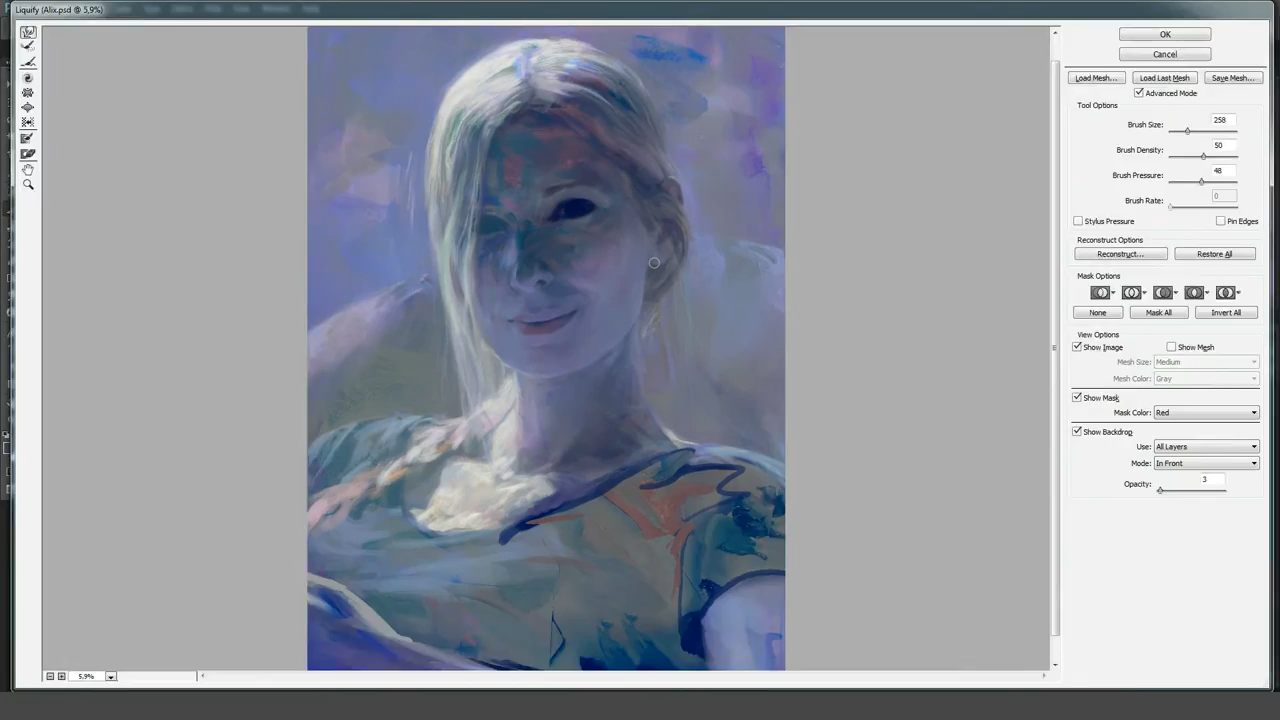 Liquify (Alix.psd @ 5,9%)
OK
Cancel
Load Mesh...
Load Last Mesh
Save Mesh...
Advanced Mode
Tool Options
Brush Size: 258
Brush Density: 50
Brush Pressure: 48
Brush Rate: 0
Stylus Pressure
Pin Edges
Reconstruct Options
Reconstruct...
Restore All
Mask Options
None
Mask All
Invert All
View Options
Show Image
Show Mesh
Mesh Size: Medium
Mesh Color: Gray
Show Mask
Mask Color: Red
Show Backdrop
Use: All Layers
Mode: In Front
Opacity: 3
5,9%